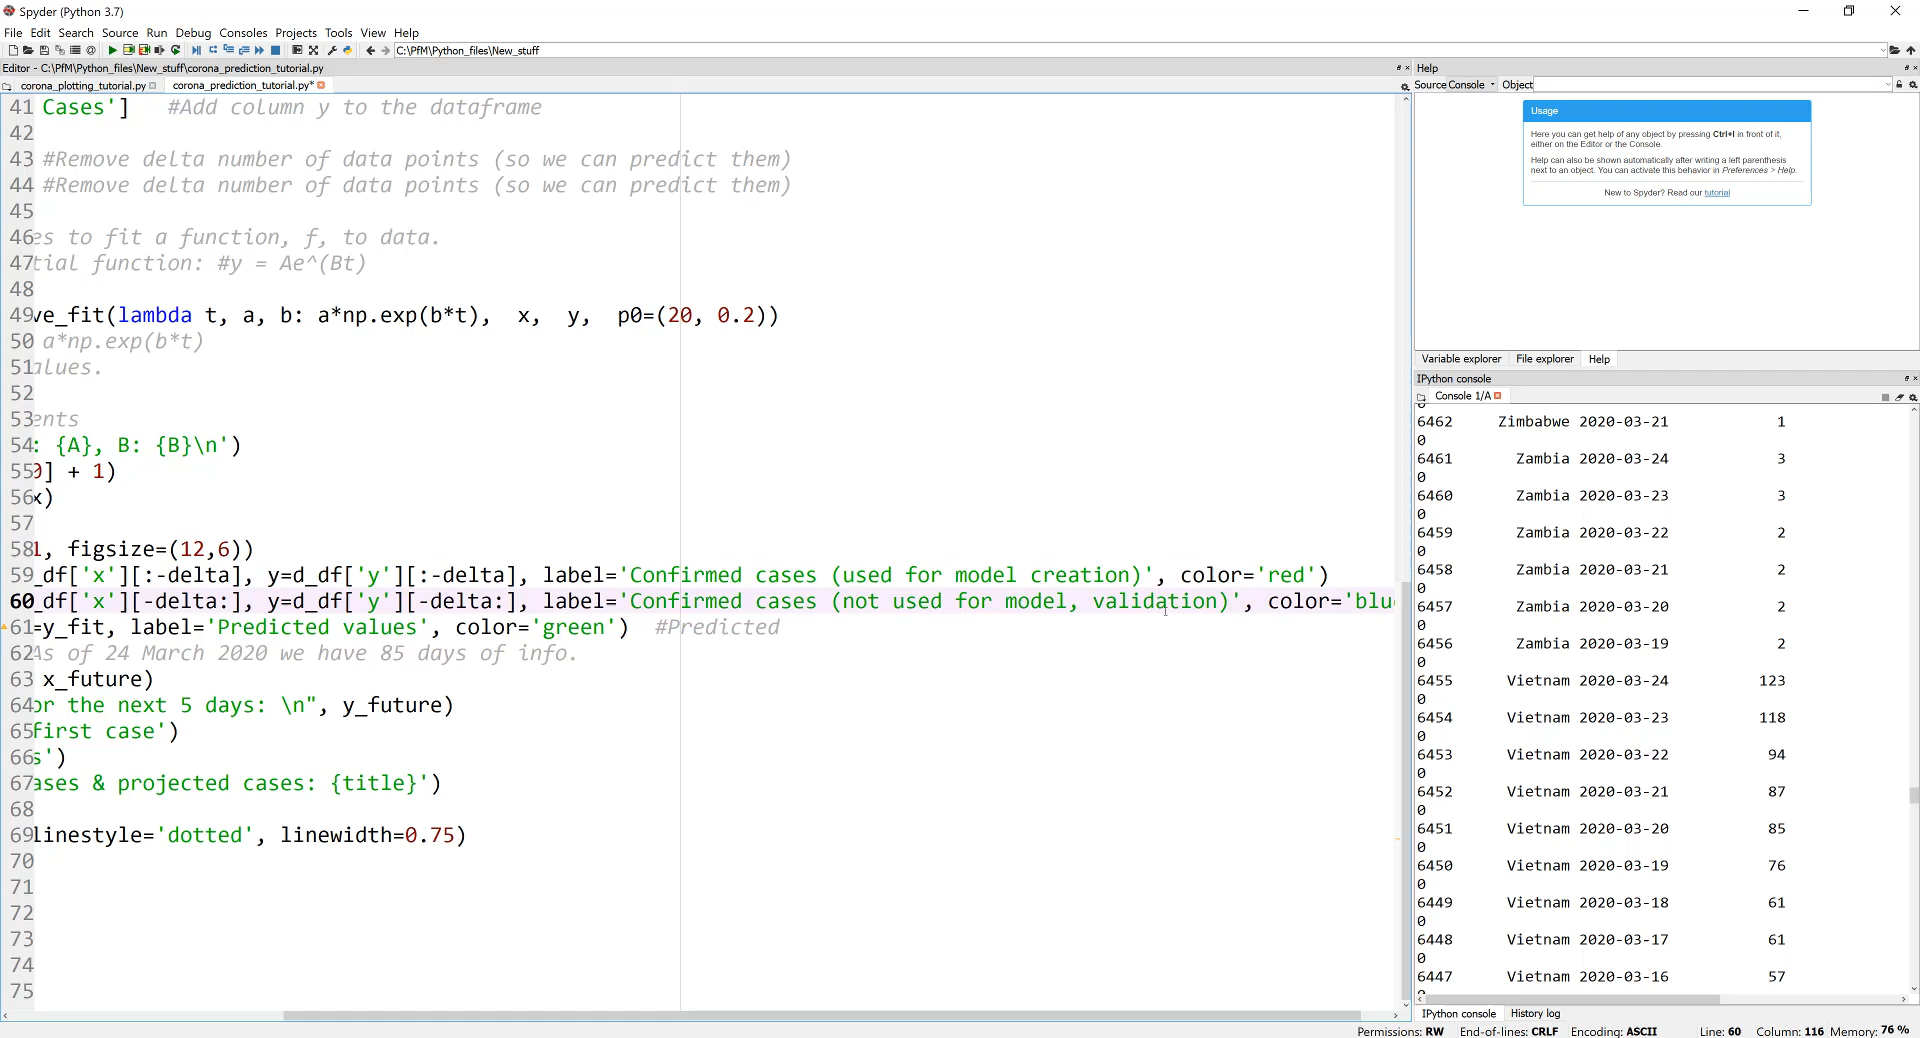 Spyder (Python 3.7)
File Edit Search Source Run Debug Consoles Projects Tools View Help
C:\PfM\Python_files\New_stuff
Editor - C:\PfM\Python_files\New_stuff\corona_prediction_tutorial.py
corona_plotting_tutorial.py corona_prediction_tutorial.py*
41 Cases'] #Add column y to the dataframe
42
43 #Remove delta number of data points (so we can predict them)
44 #Remove delta number of data points (so we can predict them)
45
46 es to fit a function, f, to data.
47 tial function: #y = Ae^(Bt)
48
49 ve_fit(lambda t, a, b: a*np.exp(b*t), x, y, p0=(20, 0.2))
50 a*np.exp(b*t)
51 alues.
52
53 ents
54 : {A}, B: {B}\n')
55 0] + 1)
56 x)
57
58 1, figsize=(12,6))
59 _df['x'][:-delta], y=d_df['y'][:-delta], label='Confirmed cases (used for model creation)', color='red')
60 _df['x'][-delta:], y=d_df['y'][-delta:], label='Confirmed cases (not used for model, validation)', color='blu
61 =y_fit, label='Predicted values', color='green') #Predicted
62 As of 24 March 2020 we have 85 days of info.
63 x_future)
64 or the next 5 days: \n", y_future)
65 first case')
66 s')
67 ases & projected cases: {title}')
68
69 linestyle='dotted', linewidth=0.75)
70
71
72
73
74
75
Help
Source Console Object
Usage
Here you can get help of any object by pressing Ctrl+I in front of it,
either on the Editor or the Console.
Help can also be shown automatically after writing a left parenthesis
next to an object. You can activate this behavior in Preferences > Help.
New to Spyder? Read our tutorial
Variable explorer File explorer Help
IPython console
Console 1/A
6462 Zimbabwe 2020-03-21 1
0
6461 Zambia 2020-03-24 3
0
6460 Zambia 2020-03-23 3
0
6459 Zambia 2020-03-22 2
0
6458 Zambia 2020-03-21 2
0
6457 Zambia 2020-03-20 2
0
6456 Zambia 2020-03-19 2
0
6455 Vietnam 2020-03-24 123
0
6454 Vietnam 2020-03-23 118
0
6453 Vietnam 2020-03-22 94
0
6452 Vietnam 2020-03-21 87
0
6451 Vietnam 2020-03-20 85
0
6450 Vietnam 2020-03-19 76
0
6449 Vietnam 2020-03-18 61
0
6448 Vietnam 2020-03-17 61
0
6447 Vietnam 2020-03-16 57
IPython console History log
Permissions: RW End-of-lines: CRLF Encoding: ASCII Line: 60 Column: 116 Memory: 76 %